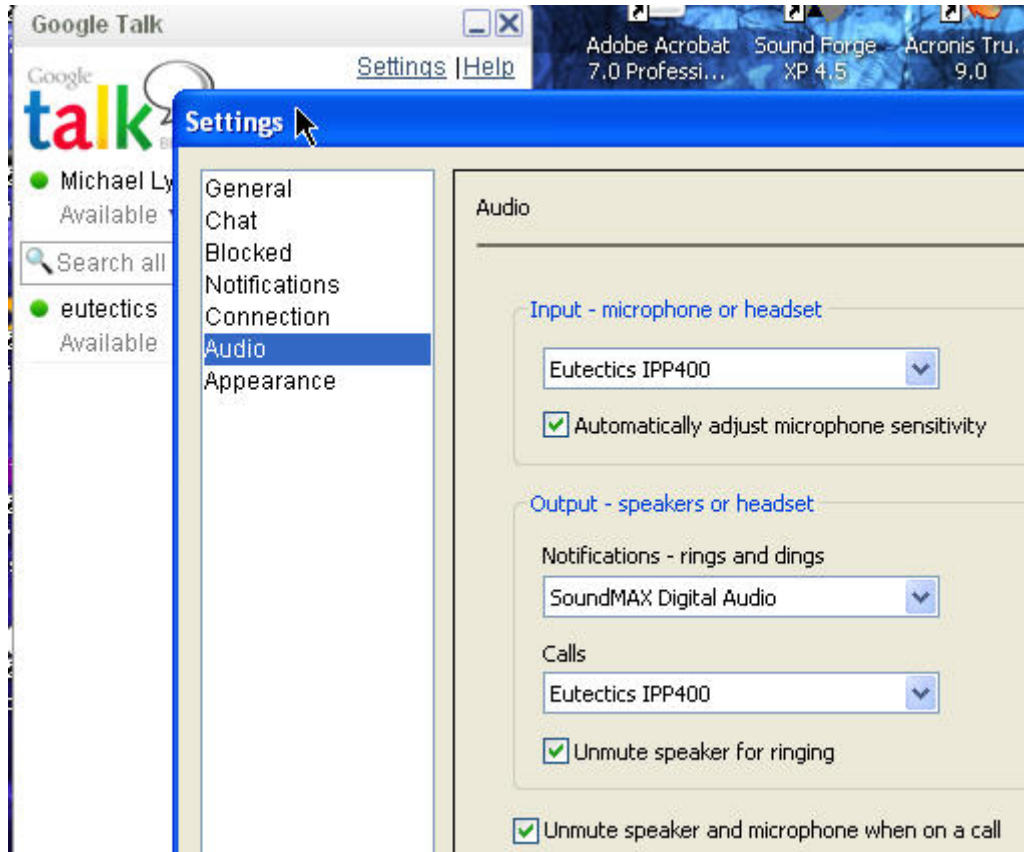 Google Talk
Adobe Acrobat
7.0 Professi...
Sound Forge
XP 4.5
Acronis Tru...
9.0
Settings | Help
Google
talk
Settings
Michael Ly
Available
Search all
eutectics
Available
General
Chat
Blocked
Notifications
Connection
Audio
Appearance
Audio
Input - microphone or headset
Eutectics IPP400
Automatically adjust microphone sensitivity
Output - speakers or headset
Notifications - rings and dings
SoundMAX Digital Audio
Calls
Eutectics IPP400
Unmute speaker for ringing
Unmute speaker and microphone when on a call